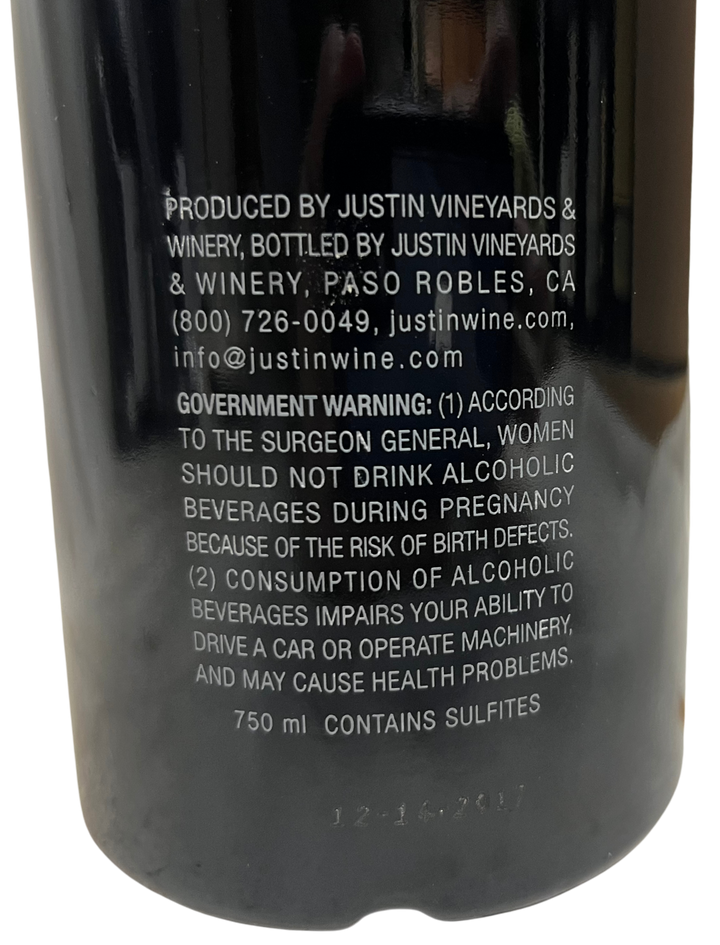 PRODUCED BY JUSTIN VINEYARDS &
WINERY, BOTTLED BY JUSTIN VINEYARDS
& WINERY, PASO ROBLES, CA
(800) 726-0049, justinwine.com,
info@justinwine.com
GOVERNMENT WARNING: (1) ACCORDING
TO THE SURGEON GENERAL, WOMEN
SHOULD NOT DRINK ALCOHOLIC
BEVERAGES DURING PREGNANCY
BECAUSE OF THE RISK OF BIRTH DEFECTS.
(2) CONSUMPTION OF ALCOHOLIC
BEVERAGES IMPAIRS YOUR ABILITY TO
DRIVE A CAR OR OPERATE MACHINERY,
AND MAY CAUSE HEALTH PROBLEMS.
750 ml CONTAINS SULFITES